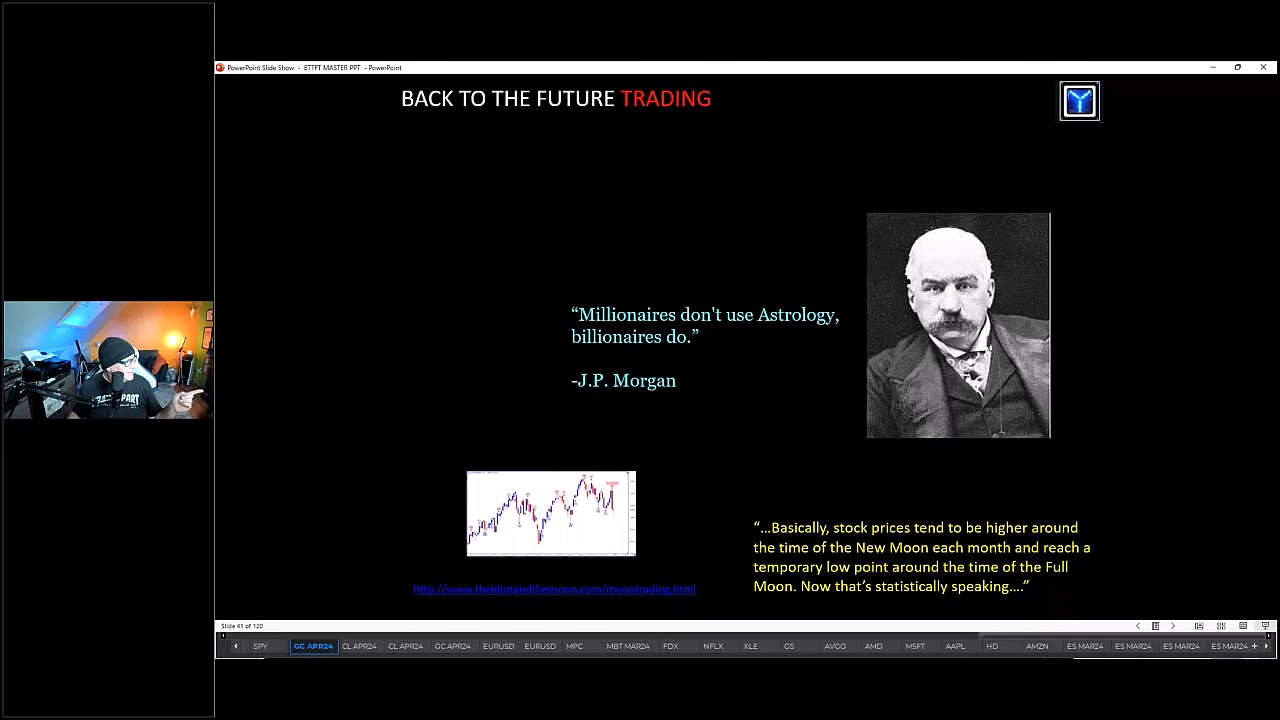 PowerPoint Slide Show - ETTFT MASTER PPT - PowerPoint
BACK TO THE FUTURE TRADING
“Millionaires don't use Astrology,
billionaires do.”
-J.P. Morgan
“...Basically, stock prices tend to be higher around
the time of the New Moon each month and reach a
temporary low point around the time of the Full
Moon. Now that’s statistically speaking....”
http://www.theidiotandthemoon.com/moontrading.html
Slide 41 of 120
SPY GC APR24 CL APR24 CL APR24 GC APR24 EURUSD EURUSD MPC MBT MAR24 FDX NFLX XLE GS AVGO AMD MSFT AAPL HD AMZN ES MAR24 ES MAR24 ES MAR24 ES MAR24